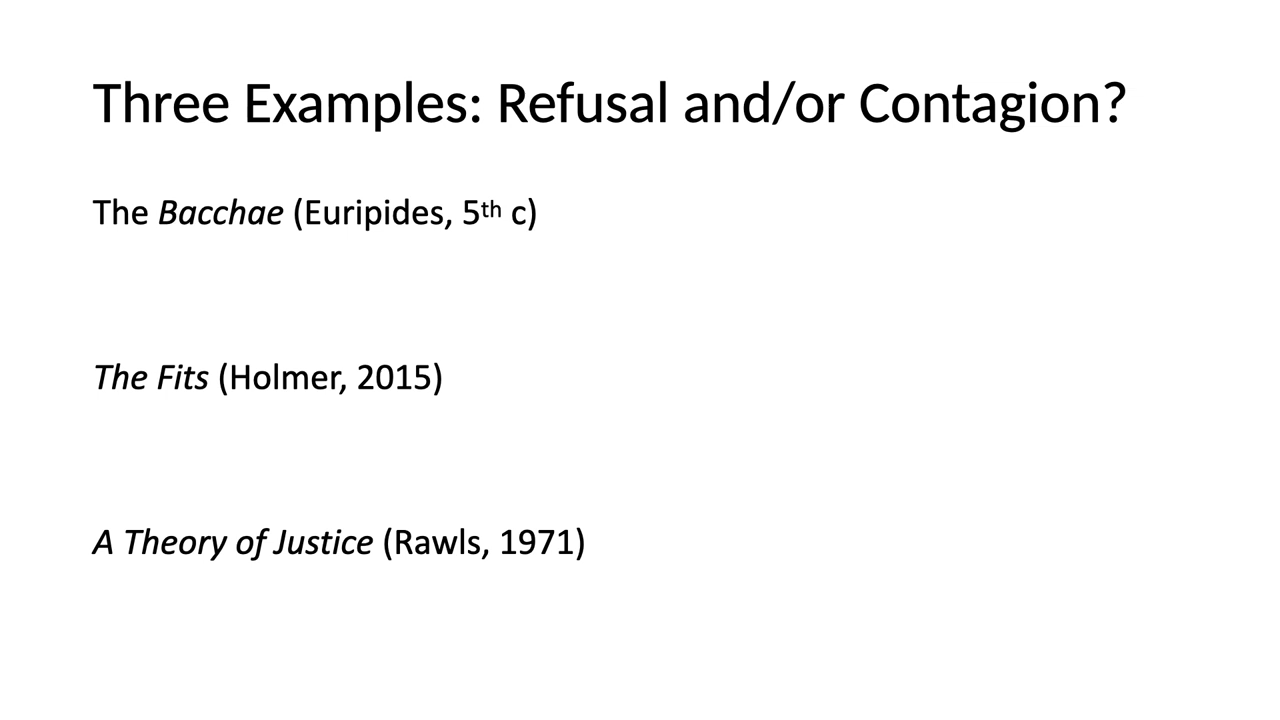 Three Examples: Refusal and/or Contagion?
The Bacchae (Euripides, 5th c)
The Fits (Holmer, 2015)
A Theory of Justice (Rawls, 1971)